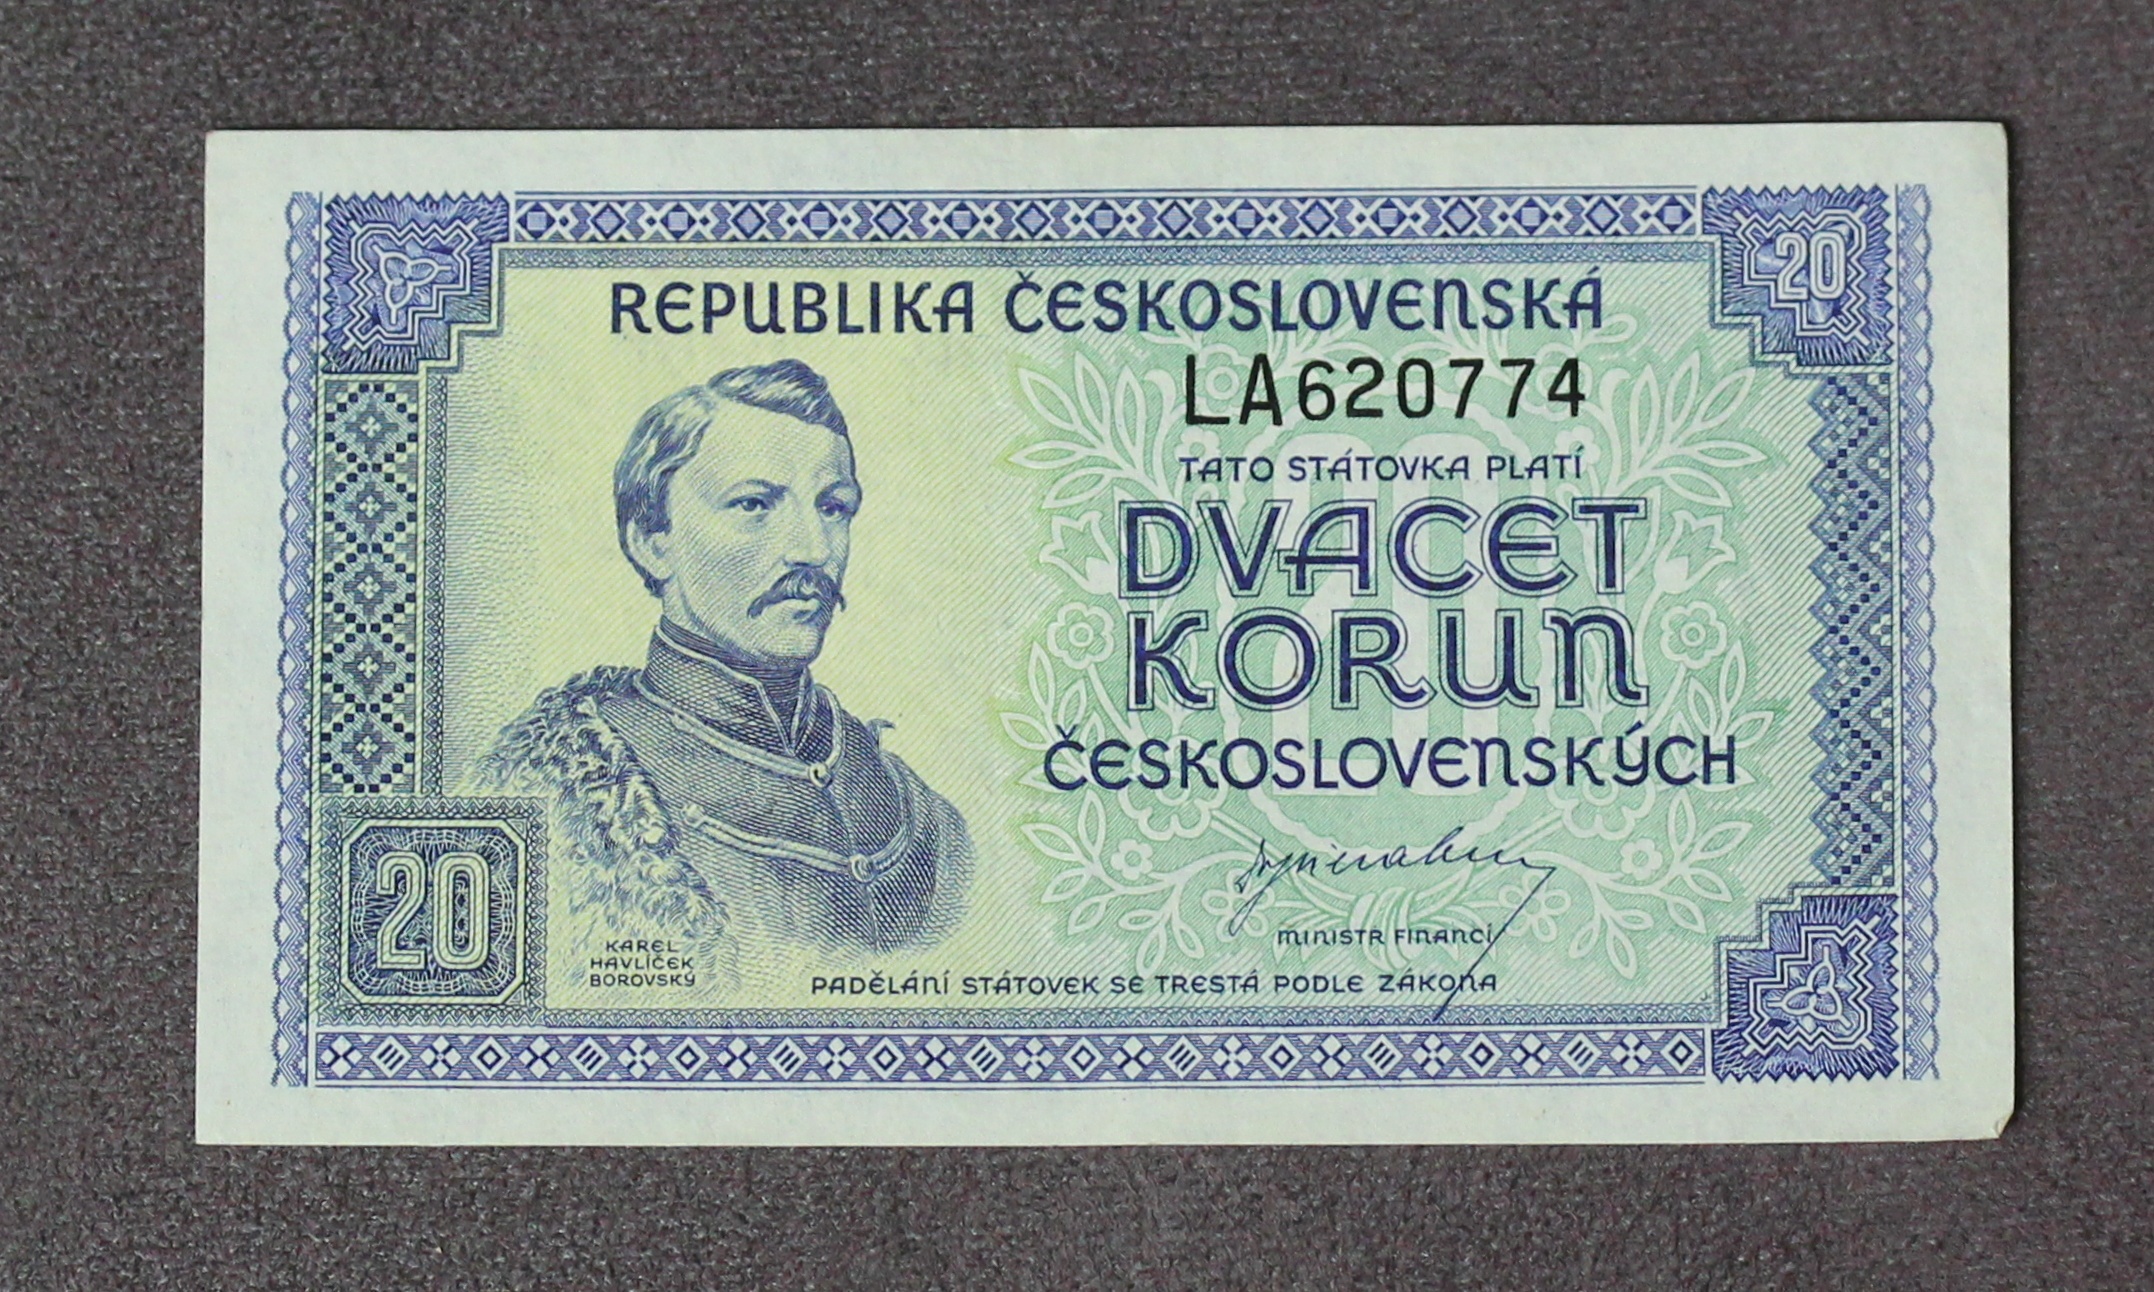 20
REPUBLIKA ČESKOSLOVENSKÁ
LA620774
TATO STÁTOVKA PLATÍ
DVACET
KORUN
ČESKOSLOVENSKÝCH
MINISTR FINANCÍ
20
KAREL
HAVLÍČEK
BOROVSKÝ
PADĚLÁNÍ STÁTOVEK SE TRESTÁ PODLE ZÁKONA